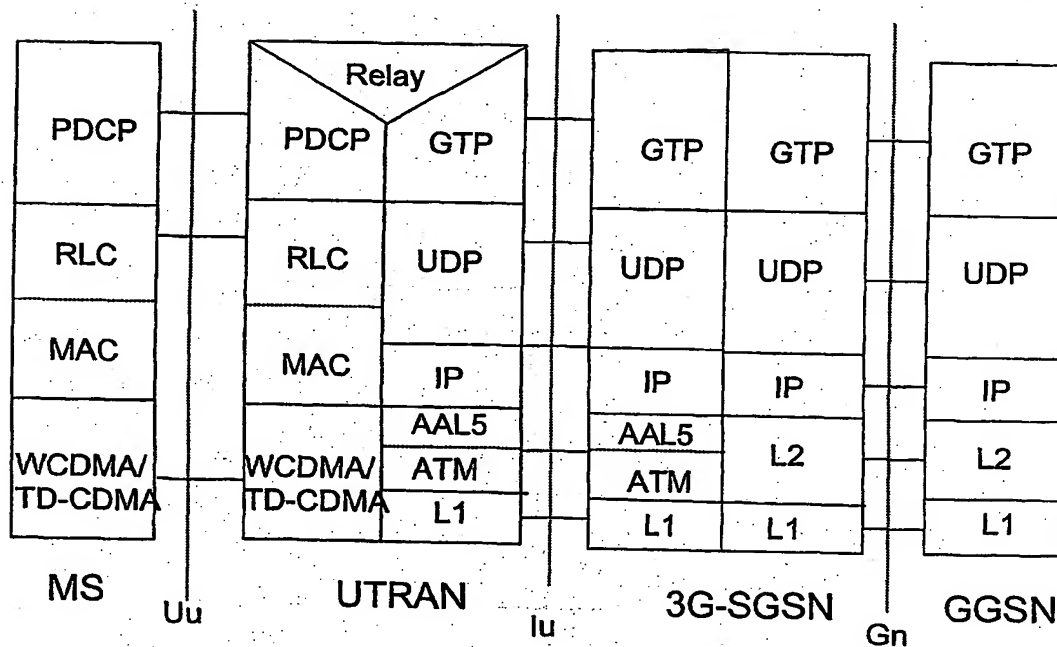 Relay
PDCP
PDCP
GTP
GTP
GTP
GTP
RLC
RLC
UDP
UDP
UDP
UDP
MAC
MAC
IP
IP
IP
IP
AAL5
AAL5
WCDMA/
TD-CDMA
WCDMA/
TD-CDMA
ATM
ATM
L2
L2
L1
L1
L1
L1
MS
UTRAN
3G-SGSN
GGSN
Uu
Iu
Gn